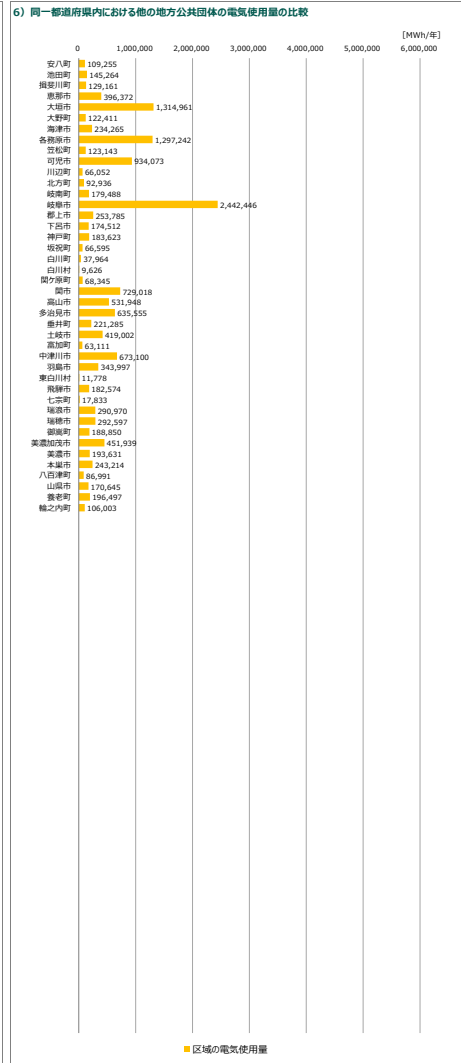 6）同一都道府県内における他の地方公共団体の電気使用量の比較
[MWh/年]
0 1,000,000 2,000,000 3,000,000 4,000,000 5,000,000 6,000,000
安八町 109,255
池田町 145,264
揖斐川町 129,161
恵那市 396,372
大垣市 1,314,961
大野町 122,411
海津市 234,265
各務原市 1,297,242
笠松町 123,143
可児市 934,073
川辺町 66,052
北方町 92,936
岐南町 179,488
岐阜市 2,442,446
郡上市 253,785
下呂市 174,512
神戸町 183,623
坂祝町 66,595
白川町 37,964
白川村 9,626
関ケ原町 68,345
関市 729,018
高山市 531,948
多治見市 635,555
垂井町 221,285
土岐市 419,002
富加町 63,111
中津川市 673,100
羽島市 343,997
東白川村 11,778
飛騨市 182,574
七宗町 17,833
瑞浪市 290,970
瑞穂市 292,597
御嵩町 188,850
美濃加茂市 451,939
美濃市 193,631
本巣市 243,214
八百津町 86,991
山県市 170,645
養老町 196,497
輪之内町 106,003
区域の電気使用量